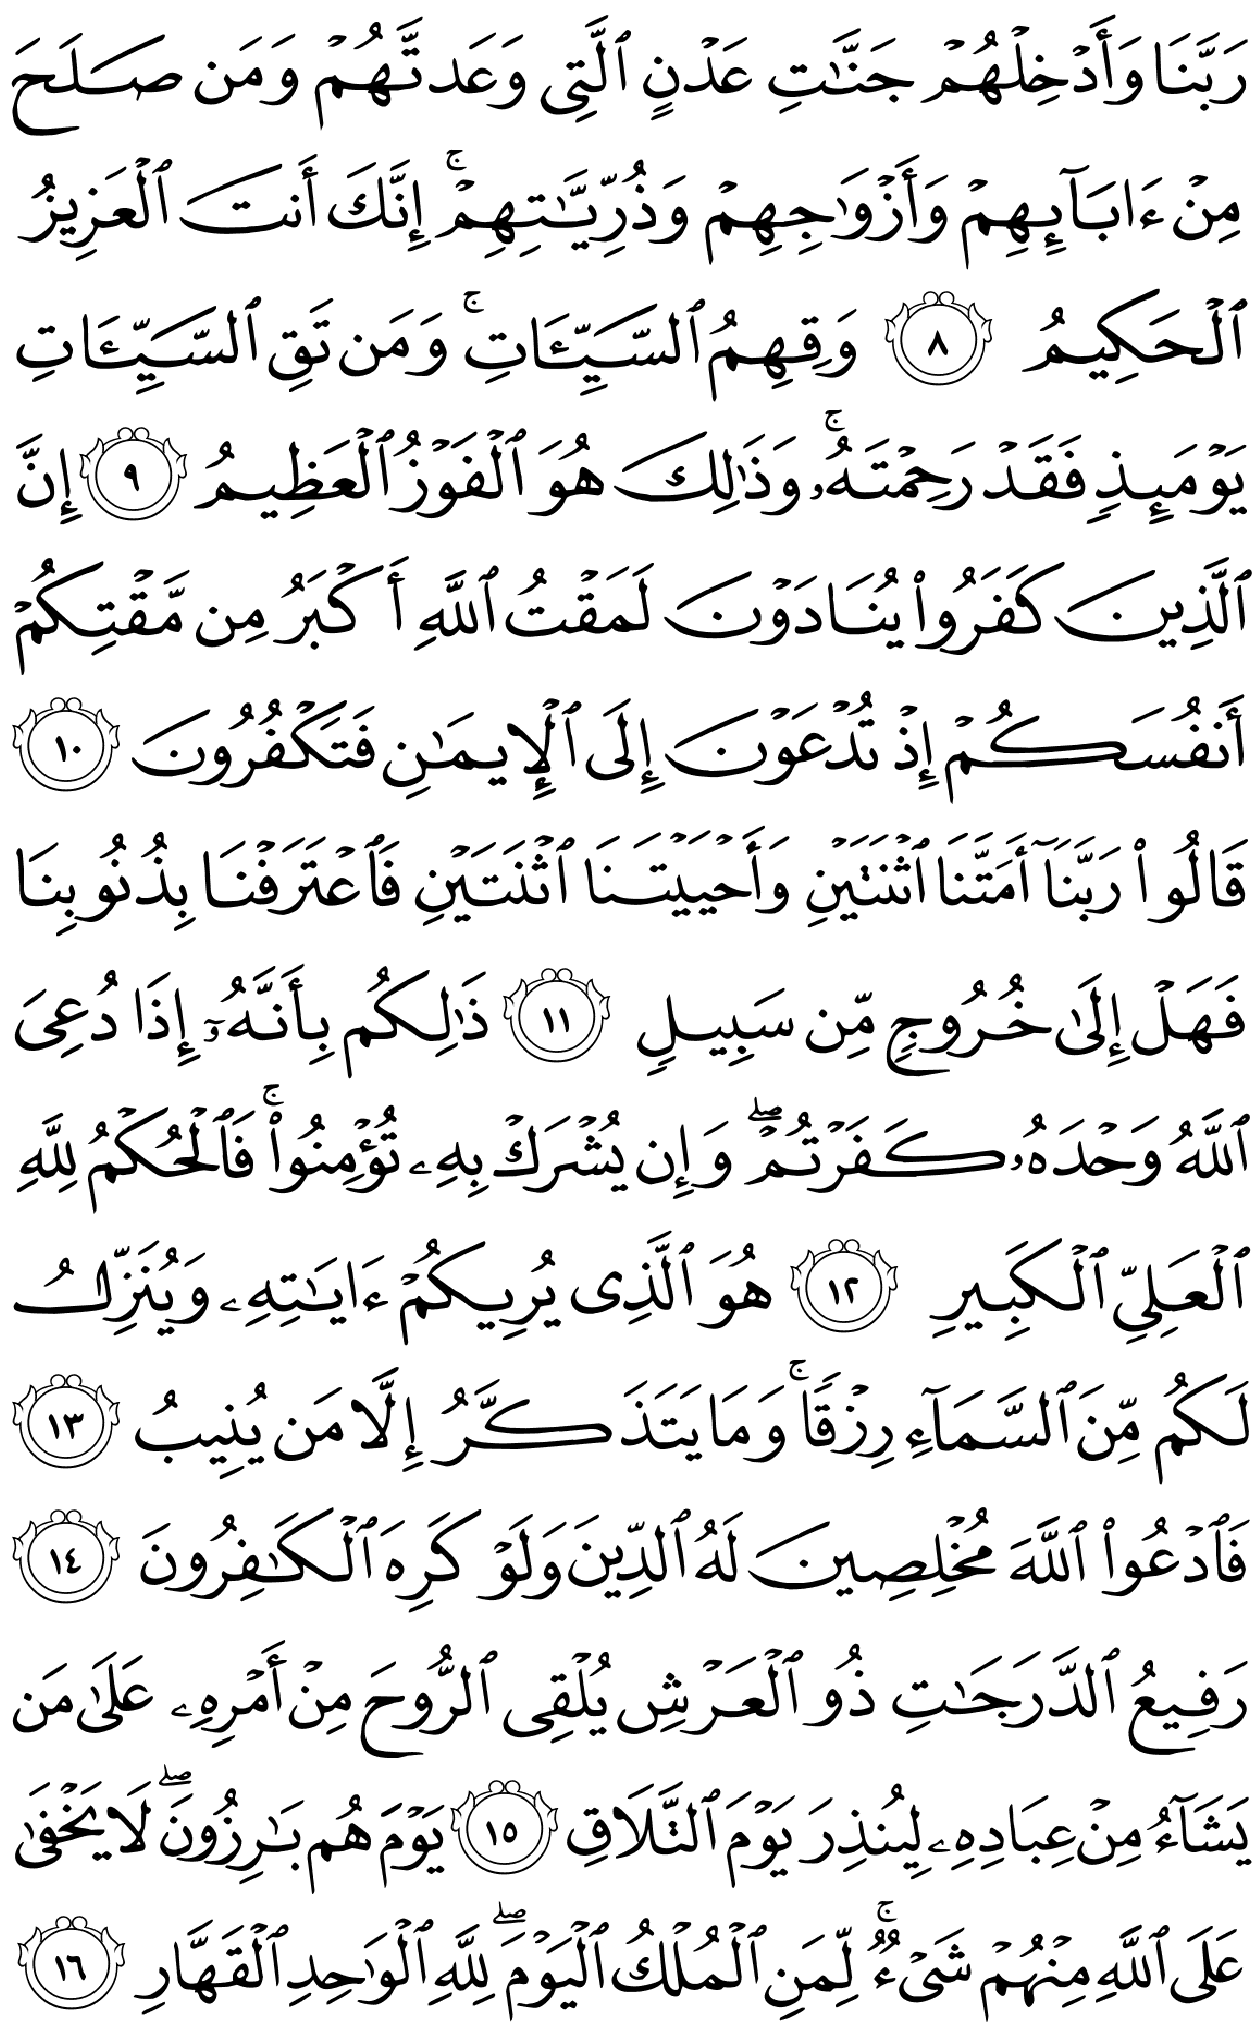 رَبَّنَا وَأَدْخِلْهُمْ جَنَّٰتِ عَدْنٍ ٱلَّتِى وَعَدتَّهُمْ وَمَن صَلَحَ
مِنْ ءَابَآئِهِمْ وَأَزْوَٰجِهِمْ وَذُرِّيَّٰتِهِمْ ۚ إِنَّكَ أَنتَ ٱلْعَزِيزُ
ٱلْحَكِيمُ ٨ وَقِهِمُ ٱلسَّيِّـَٔاتِ ۚ وَمَن تَقِ ٱلسَّيِّـَٔاتِ
يَوْمَئِذٍ فَقَدْ رَحِمْتَهُۥ ۚ وَذَٰلِكَ هُوَ ٱلْفَوْزُ ٱلْعَظِيمُ ٩ إِنَّ
ٱلَّذِينَ كَفَرُوا۟ يُنَادَوْنَ لَمَقْتُ ٱللَّهِ أَكْبَرُ مِن مَّقْتِكُمْ
أَنفُسَكُمْ إِذْ تُدْعَوْنَ إِلَى ٱلْإِيمَٰنِ فَتَكْفُرُونَ ١٠
قَالُوا۟ رَبَّنَآ أَمَتَّنَا ٱثْنَتَيْنِ وَأَحْيَيْتَنَا ٱثْنَتَيْنِ فَٱعْتَرَفْنَا بِذُنُوبِنَا
فَهَلْ إِلَىٰ خُرُوجٍ مِّن سَبِيلٍ ١١ ذَٰلِكُم بِأَنَّهُۥٓ إِذَا دُعِىَ
ٱللَّهُ وَحْدَهُۥ كَفَرْتُمْ ۖ وَإِن يُشْرَكْ بِهِۦ تُؤْمِنُوا۟ ۚ فَٱلْحُكْمُ لِلَّهِ
ٱلْعَلِىِّ ٱلْكَبِيرِ ١٢ هُوَ ٱلَّذِى يُرِيكُمْ ءَايَٰتِهِۦ وَيُنَزِّلُ
لَكُم مِّنَ ٱلسَّمَآءِ رِزْقًا ۚ وَمَا يَتَذَكَّرُ إِلَّا مَن يُنِيبُ ١٣
فَٱدْعُوا۟ ٱللَّهَ مُخْلِصِينَ لَهُ ٱلدِّينَ وَلَوْ كَرِهَ ٱلْكَٰفِرُونَ ١٤
رَفِيعُ ٱلدَّرَجَٰتِ ذُو ٱلْعَرْشِ يُلْقِى ٱلرُّوحَ مِنْ أَمْرِهِۦ عَلَىٰ مَن
يَشَآءُ مِنْ عِبَادِهِۦ لِيُنذِرَ يَوْمَ ٱلتَّلَاقِ ١٥ يَوْمَ هُم بَٰرِزُونَ ۖ لَا يَخْفَىٰ
عَلَى ٱللَّهِ مِنْهُمْ شَىْءٌ ۚ لِّمَنِ ٱلْمُلْكُ ٱلْيَوْمَ ۖ لِلَّهِ ٱلْوَٰحِدِ ٱلْقَهَّارِ ١٦